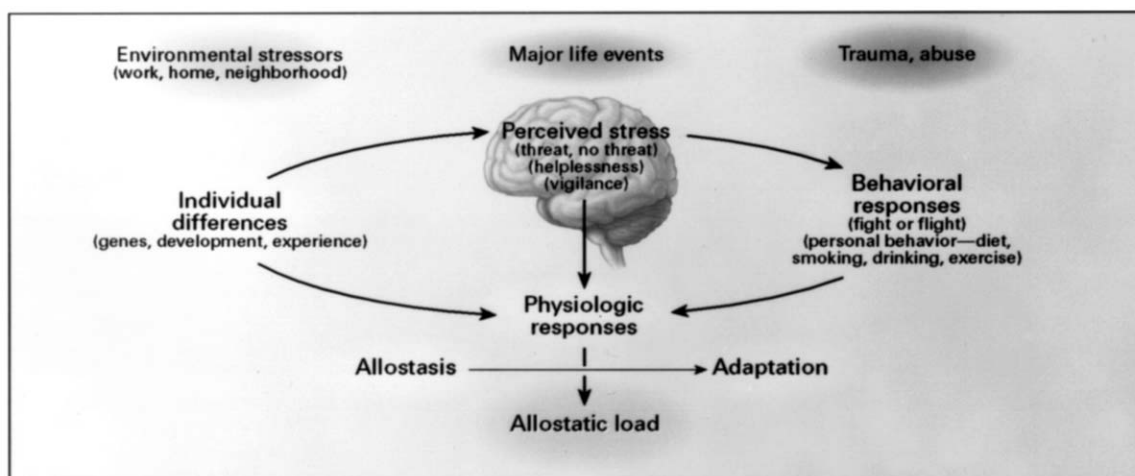 Environmental stressors
(work, home, neighborhood)
Major life events
Trauma, abuse
Perceived stress
(threat, no threat)
(helplessness)
(vigilance)
Individual
differences
(genes, development, experience)
Behavioral
responses
(fight or flight)
(personal behavior—diet,
smoking, drinking, exercise)
Physiologic
responses
Allostasis
Adaptation
Allostatic load